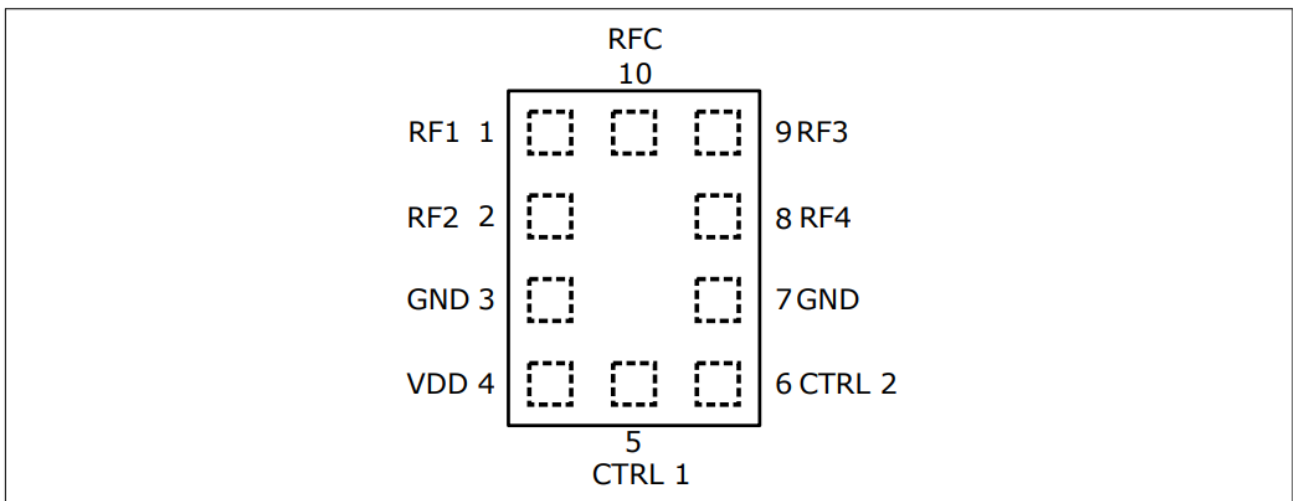 RFC
10
RF1 1
9 RF3
RF2 2
8 RF4
GND 3
7 GND
VDD 4
6 CTRL 2
5
CTRL 1